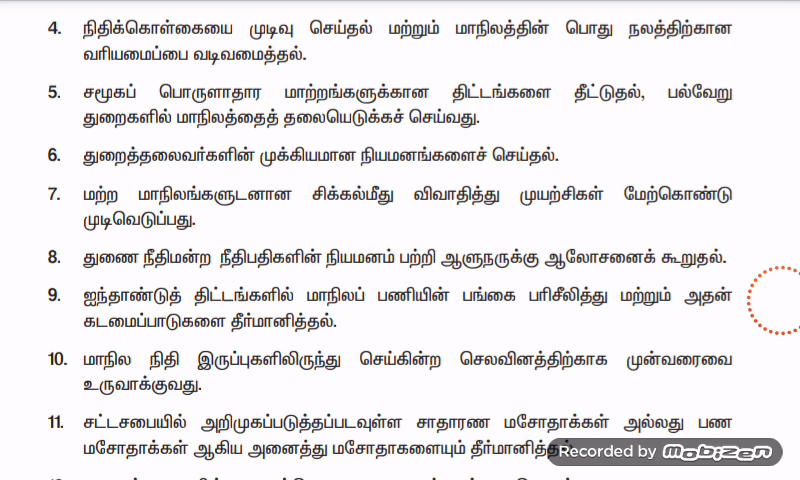 4. நிதிக்கொள்கையை முடிவு செய்தல் மற்றும் மாநிலத்தின் பொது நலத்திற்கான
வரியமைப்பை வடிவமைத்தல்.
5. சமூகப் பொருளாதார மாற்றங்களுக்கான திட்டங்களை தீட்டுதல், பல்வேறு
துறைகளில் மாநிலத்தைத் தலையெடுக்கச் செய்வது.
6. துறைத்தலைவர்களின் முக்கியமான நியமனங்களைச் செய்தல்.
7. மற்ற மாநிலங்களுடனான சிக்கல்மீது விவாதித்து முயற்சிகள் மேற்கொண்டு
முடிவெடுப்பது.
8. துணை நீதிமன்ற நீதிபதிகளின் நியமனம் பற்றி ஆளுநருக்கு ஆலோசனைக் கூறுதல்.
9. ஐந்தாண்டுத் திட்டங்களில் மாநிலப் பணியின் பங்கை பரிசீலித்து மற்றும் அதன்
கடமைப்பாடுகளை தீர்மானித்தல்.
10. மாநில நிதி இருப்புகளிலிருந்து செய்கின்ற செலவினத்திற்காக முன்வரைவை
உருவாக்குவது.
11. சட்டசபையில் அறிமுகப்படுத்தப்படவுள்ள சாதாரண மசோதாக்கள் அல்லது பண
மசோதாக்கள் ஆகிய அனைத்து மசோதாகளையும் தீர்மானித்தல்.
Recorded by mobizen